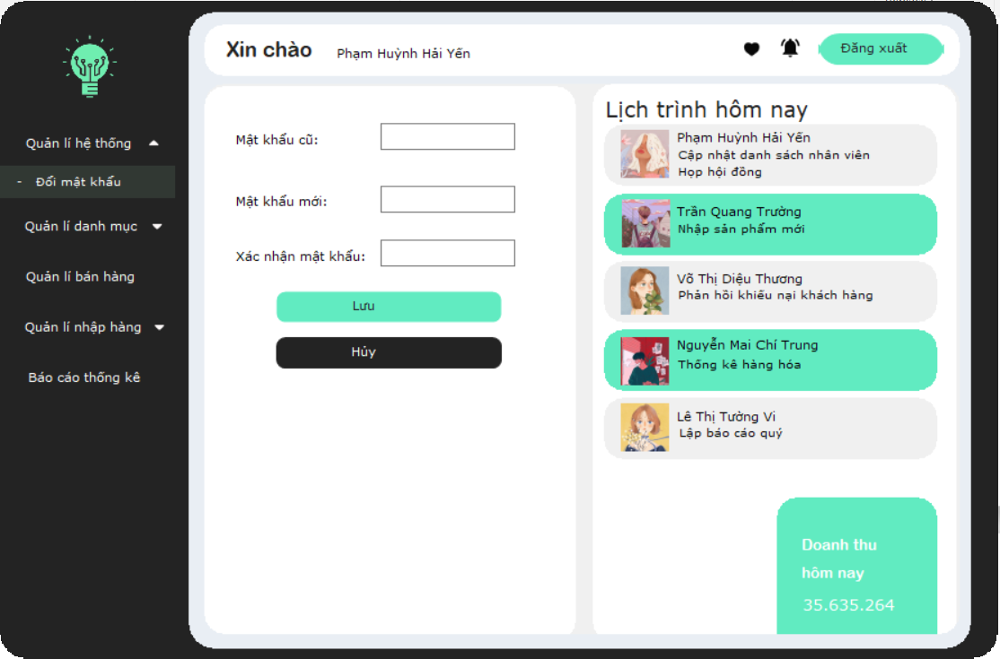 Quản lí hệ thống
- Đổi mật khẩu
Quản lí danh mục
Quản lí bán hàng
Quản lí nhập hàng
Báo cáo thống kê
Xin chào Phạm Huỳnh Hải Yến
Đăng xuất
Mật khẩu cũ:
Mật khẩu mới:
Xác nhận mật khẩu:
Lưu
Hủy
Lịch trình hôm nay
Phạm Huỳnh Hải Yến
Cập nhật danh sách nhân viên
Họp hội đồng
Trần Quang Trường
Nhập sản phẩm mới
Võ Thị Diệu Thương
Phản hồi khiếu nại khách hàng
Nguyễn Mai Chí Trung
Thống kê hàng hóa
Lê Thị Tường Vi
Lập báo cáo quý
Doanh thu
hôm nay
35.635.264